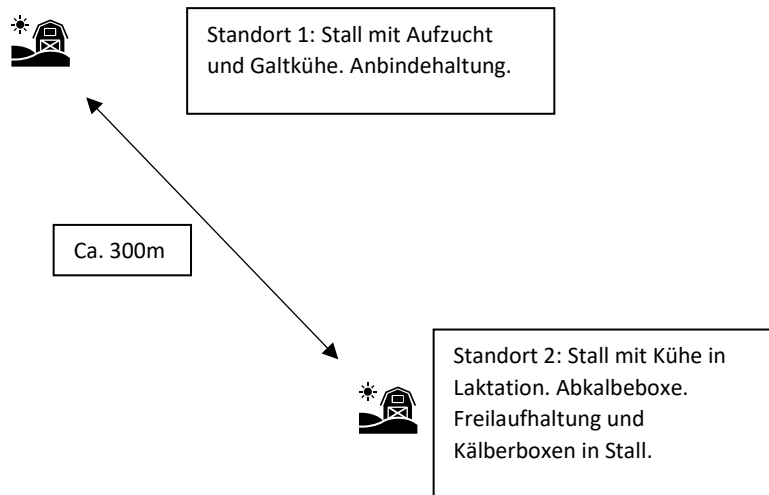 Standort 1: Stall mit Aufzucht
und Galtkühe. Anbindehaltung.
Ca. 300m
Standort 2: Stall mit Kühe in
Laktation. Abkalbeboxe.
Freilaufhaltung und
Kälberboxen in Stall.